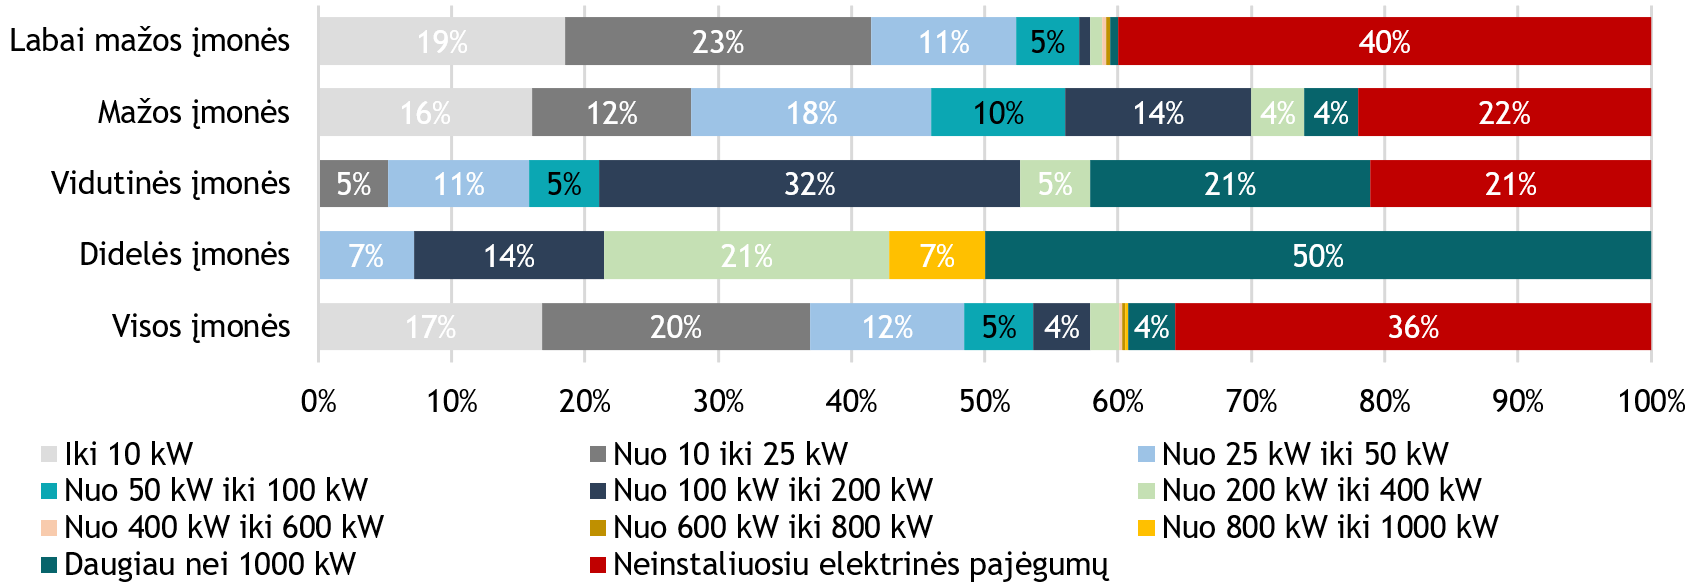 Labai mažos įmonės 19% 23% 11% 5% 40%
Mažos įmonės 16% 12% 18% 10% 14% 4% 4% 22%
Vidutinės įmonės 5% 11% 5% 32% 5% 21% 21%
Didelės įmonės 7% 14% 21% 7% 50%
Visos įmonės 17% 20% 12% 5% 4% 4% 36%
0% 10% 20% 30% 40% 50% 60% 70% 80% 90% 100%
Iki 10 kW Nuo 10 iki 25 kW Nuo 25 kW iki 50 kW
Nuo 50 kW iki 100 kW Nuo 100 kW iki 200 kW Nuo 200 kW iki 400 kW
Nuo 400 kW iki 600 kW Nuo 600 kW iki 800 kW Nuo 800 kW iki 1000 kW
Daugiau nei 1000 kW Neinstaliuosiu elektrinės pajėgumų